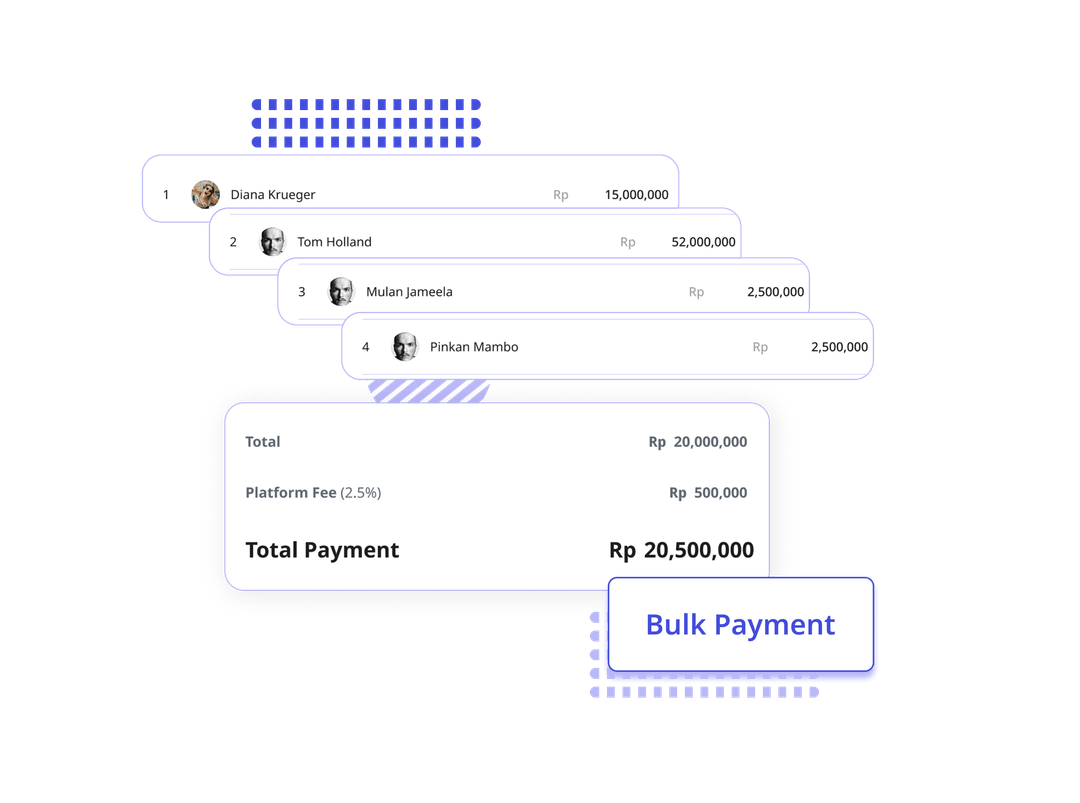 1 Diana Krueger Rp 15,000,000
2 Tom Holland Rp 52,000,000
3 Mulan Jameela Rp 2,500,000
4 Pinkan Mambo Rp 2,500,000
Total Rp 20,000,000
Platform Fee (2.5%) Rp 500,000
Total Payment Rp 20,500,000
Bulk Payment